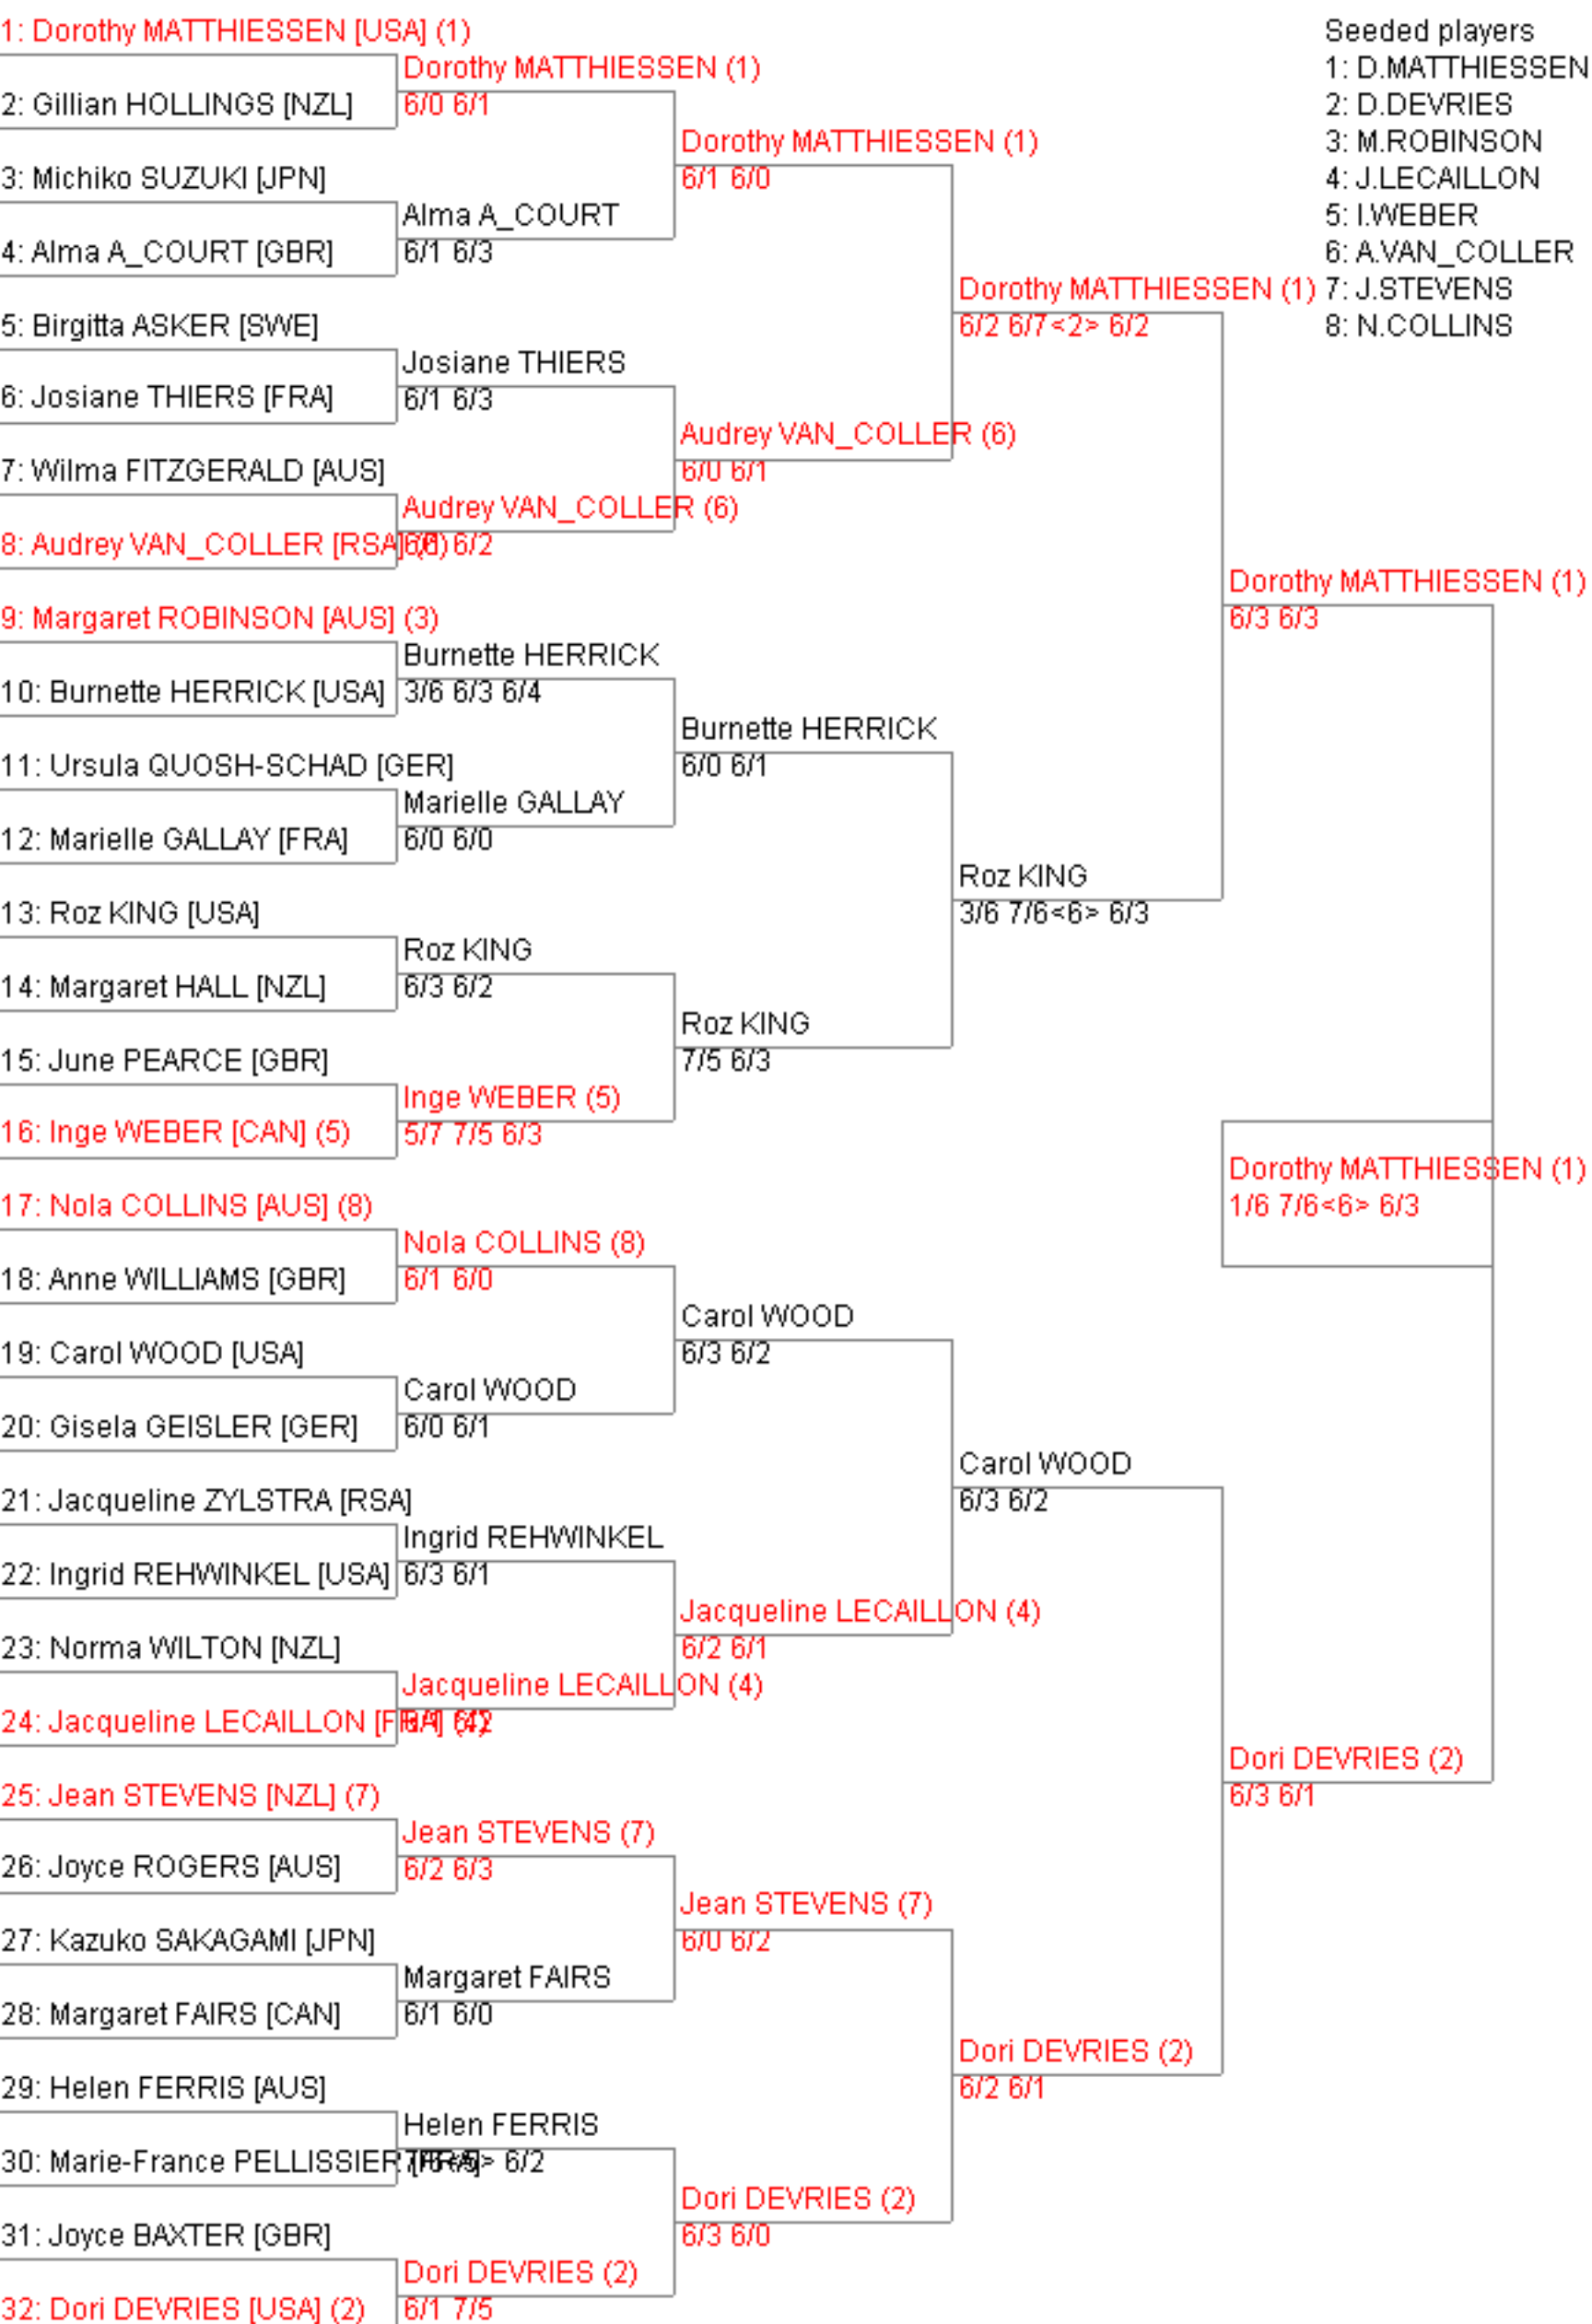 1: Dorothy MATTHIESSEN [USA] (1)
2: Gillian HOLLINGS [NZL]
3: Michiko SUZUKI [JPN]
4: Alma A_COURT [GBR]
5: Birgitta ASKER [SWE]
6: Josiane THIERS [FRA]
7: Wilma FITZGERALD [AUS]
8: Audrey VAN_COLLER [RSA]
9: Margaret ROBINSON [AUS] (3)
10: Burnette HERRICK [USA]
11: Ursula QUOSH-SCHAD [GER]
12: Marielle GALLAY [FRA]
13: Roz KING [USA]
14: Margaret HALL [NZL]
15: June PEARCE [GBR]
16: Inge WEBER [CAN] (5)
17: Nola COLLINS [AUS] (8)
18: Anne WILLIAMS [GBR]
19: Carol WOOD [USA]
20: Gisela GEISLER [GER]
21: Jacqueline ZYLSTRA [RSA]
22: Ingrid REHWINKEL [USA]
23: Norma WILTON [NZL]
24: Jacqueline LECAILLON
25: Jean STEVENS [NZL] (7)
26: Joyce ROGERS [AUS]
27: Kazuko SAKAGAMI [JPN]
28: Margaret FAIRS [CAN]
29: Helen FERRIS [AUS]
30: Marie-France PELLISSIER
31: Joyce BAXTER [GBR]
32: Dori DEVRIES [USA] (2)
Dorothy MATTHIESSEN (1)
6/0 6/1
Alma A_COURT
6/1 6/3
Josiane THIERS
6/1 6/3
Audrey VAN_COLLER (6)
6/2
Burnette HERRICK
3/6 6/3 6/4
Marielle GALLAY
6/0 6/0
Roz KING
6/3 6/2
Inge WEBER (5)
5/7 7/5 6/3
Nola COLLINS (8)
6/1 6/0
Carol WOOD
6/0 6/1
Ingrid REHWINKEL
6/3 6/1
Jacqueline LECAILLON (4)
Jean STEVENS (7)
6/2 6/3
Margaret FAIRS
6/1 6/0
Helen FERRIS
6/2
Dori DEVRIES (2)
6/1 7/5
Dorothy MATTHIESSEN (1)
6/1 6/0
Audrey VAN_COLLER (6)
6/0 6/1
Burnette HERRICK
6/0 6/1
Roz KING
7/5 6/3
Carol WOOD
6/3 6/2
Jacqueline LECAILLON (4)
6/2 6/1
Jean STEVENS (7)
6/0 6/2
Dori DEVRIES (2)
6/3 6/0
Dorothy MATTHIESSEN (1)
6/2 6/7<2> 6/2
Roz KING
3/6 7/6<6> 6/3
Carol WOOD
6/3 6/2
Dori DEVRIES (2)
6/2 6/1
Dorothy MATTHIESSEN (1)
6/3 6/3
Dori DEVRIES (2)
6/3 6/1
Dorothy MATTHIESSEN (1)
1/6 7/6<6> 6/3
Seeded players
1: D.MATTHIESSEN
2: D.DEVRIES
3: M.ROBINSON
4: J.LECAILLON
5: I.WEBER
6: A.VAN_COLLER
7: J.STEVENS
8: N.COLLINS